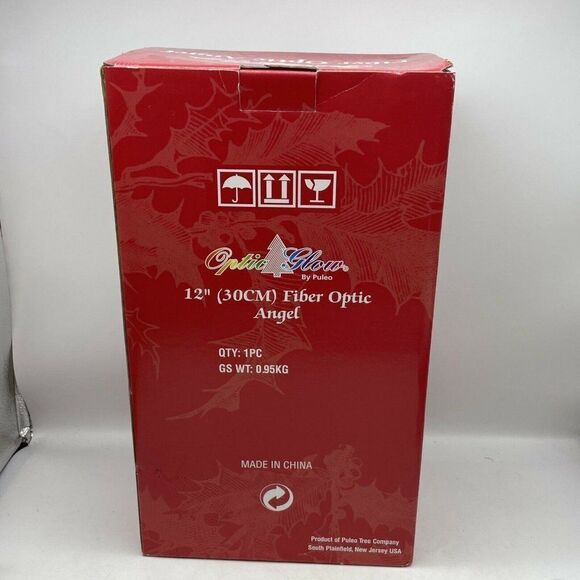 Optic Glow®
By Puleo
12" (30CM) Fiber Optic
Angel
QTY: 1PC
GS WT: 0.95KG
MADE IN CHINA
Product of Puleo Tree Company
South Plainfield, New Jersey USA